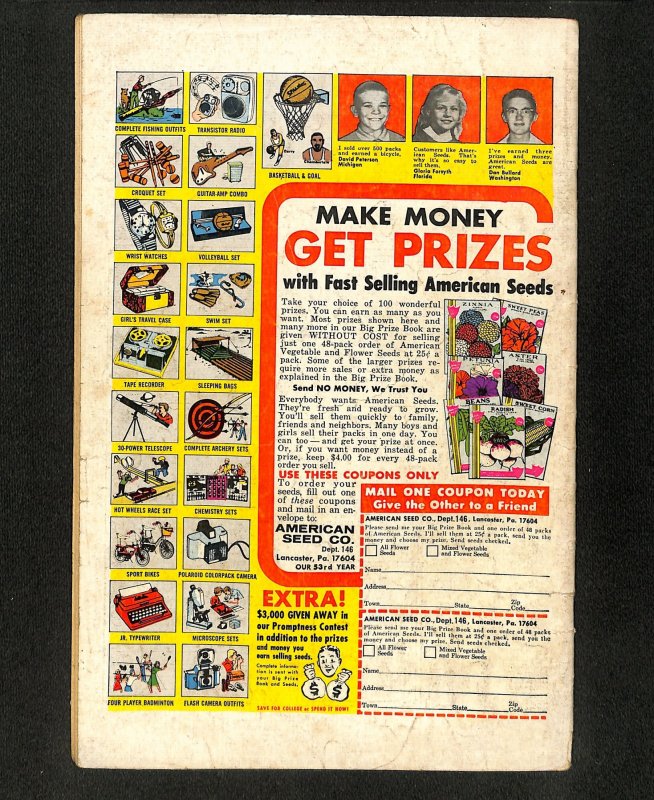 COMPLETE FISHING OUTFITS
TRANSISTOR RADIO
SPALDING
BASKETBALL & GOAL
I sold over 500 packs
and earned a bicycle.
David Peterson
Michigan
Customers like Amer-
ican Seeds. That's
why it's so easy to
sell them.
Gloria Forsyth
Florida
I've earned three
prizes and money.
American Seeds are
great.
Dan Bullard
Washington
CROQUET SET
GUITAR-AMP COMBO
WRIST WATCHES
VOLLEYBALL SET
GIRL'S TRAVEL CASE
SWIM SET
TAPE RECORDER
SLEEPING BAGS
30-POWER TELESCOPE
COMPLETE ARCHERY SETS
HOT WHEELS RACE SET
CHEMISTRY SETS
SPORT BIKES
POLAROID COLORPACK CAMERA
JR. TYPEWRITER
MICROSCOPE SETS
FOUR PLAYER BADMINTON
FLASH CAMERA OUTFITS
MAKE MONEY
GET PRIZES
with Fast Selling American Seeds
Take your choice of 100 wonderful
prizes. You can earn as many as you
want. Most prizes shown here and
many more in our Big Prize Book are
given WITHOUT COST for selling
just one 48-pack order of American
Vegetable and Flower Seeds at 25¢ a
pack. Some of the larger prizes re-
quire more sales or extra money as
explained in the Big Prize Book.
Send NO MONEY, We Trust You
Everybody wants American Seeds.
They're fresh and ready to grow.
You'll sell them quickly to family,
friends and neighbors. Many boys and
girls sell their packs in one day. You
can too — and get your prize at once.
Or, if you want money instead of a
prize, keep $4.00 for every 48-pack
order you sell.
ZINNIA
SWEET PEAS
PETUNIA
ASTER
BEANS
RADISH
SWEET CORN
USE THESE COUPONS ONLY
To order your
seeds, fill out one
of these coupons
and mail in an en-
velope to:
AMERICAN
SEED CO.
Dept. 146
Lancaster, Pa. 17604
OUR 53rd YEAR
EXTRA!
$3,000 GIVEN AWAY in
our Promptness Contest
in addition to the prizes
and money you
earn selling seeds.
Complete informa-
tion is sent with
your Big Prize
Book and Seeds.
$
$
SAVE FOR COLLEGE or SPEND IT NOW!
MAIL ONE COUPON TODAY
Give the Other to a Friend
AMERICAN SEED CO., Dept. 146, Lancaster, Pa. 17604
Please send me your Big Prize Book and one order of 48 packs
of American Seeds. I'll sell them at 25¢ a pack, send you the
money and choose my prize. Send seeds checked.
All Flower
Seeds
Mixed Vegetable
and Flower Seeds
Name
Address
Town State Zip
Code
AMERICAN SEED CO., Dept. 146, Lancaster, Pa. 17604
Please send me your Big Prize Book and one order of 48 packs
of American Seeds. I'll sell them at 25¢ a pack, send you the
money and choose my prize. Send seeds checked.
All Flower
Seeds
Mixed Vegetable
and Flower Seeds
Name
Address
Town State Zip
Code